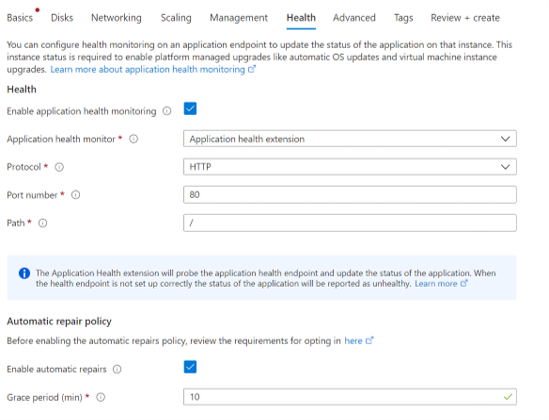 Basics Disks Networking Scaling Management Health Advanced Tags Review + create
You can configure health monitoring on an application endpoint to update the status of the application on that instance. This
instance status is required to enable platform managed upgrades like automatic OS updates and virtual machine instance
upgrades. Learn more about application health monitoring
Health
Enable application health monitoring
Application health monitor * Application health extension
Protocol * HTTP
Port number * 80
Path * /
The Application Health extension will probe the application health endpoint and update the status of the application. When
the health endpoint is not set up correctly the status of the application will be reported as unhealthy. Learn more
Automatic repair policy
Before enabling the automatic repairs policy, review the requirements for opting in here
Enable automatic repairs
Grace period (min) * 10